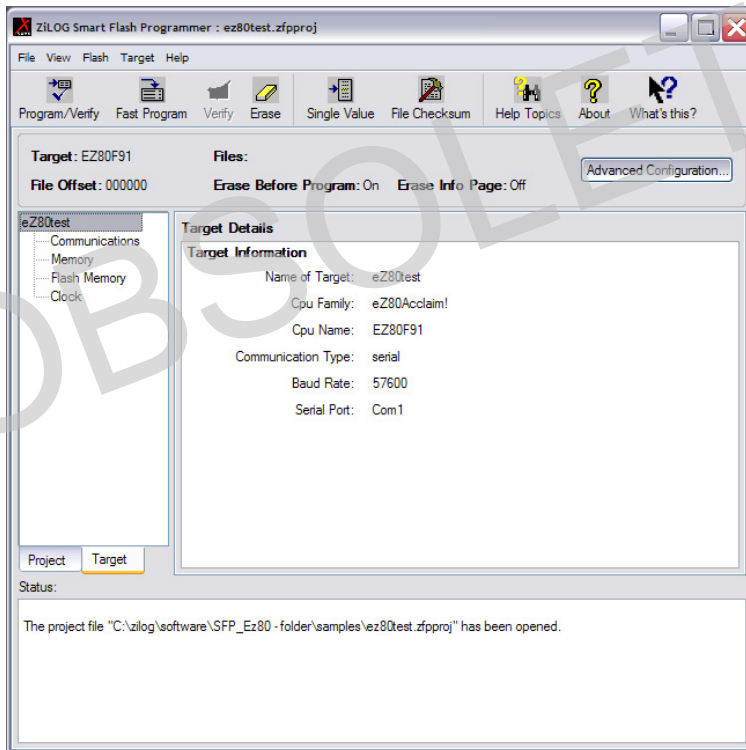 ZiLOG Smart Flash Programmer : ez80test.zfpproj
File View Flash Target Help
Program/Verify Fast Program Verify Erase Single Value File Checksum Help Topics About What's this?
Target: EZ80F91 Files:
File Offset: 000000 Erase Before Program: On Erase Info Page: Off
Advanced Configuration...
eZ80test
Communications
Memory
Flash Memory
Clock
Target Details
Target Information
Name of Target: eZ80test
Cpu Family: eZ80Acclaim!
Cpu Name: EZ80F91
Communication Type: serial
Baud Rate: 57600
Serial Port: Com1
Project Target
Status:
The project file "C:\zilog\software\SFP_Ez80 - folder\samples\ez80test.zfpproj" has been opened.
OBSOLET